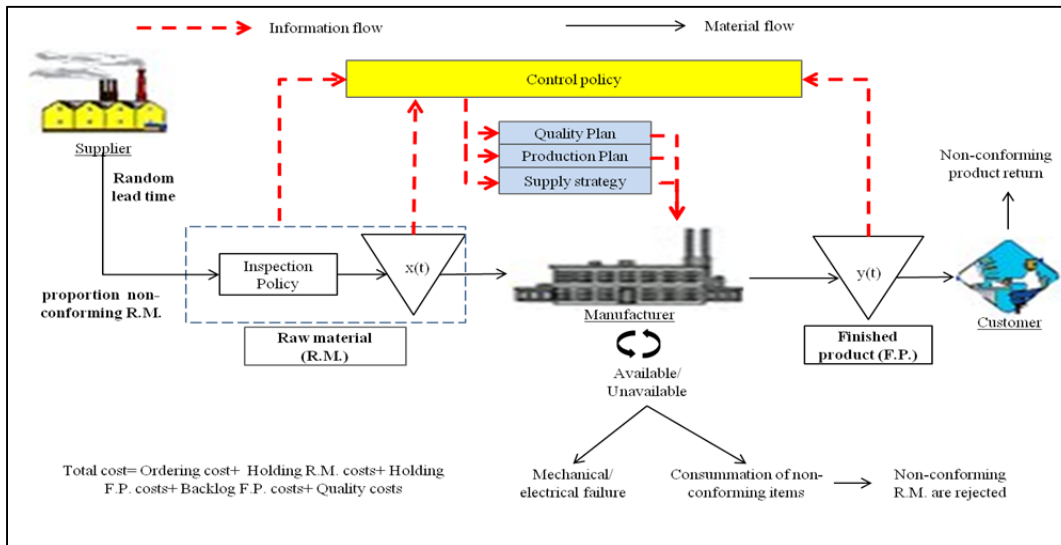 Information flow
Material flow
Control policy
Quality Plan
Production Plan
Supply strategy
Supplier
Random
lead time
Non-conforming
product return
Inspection
Policy
x(t)
y(t)
proportion non-
conforming R.M.
Manufacturer
Customer
Raw material
(R.M.)
Finished
product (F.P.)
Available/
Unavailable
Total cost= Ordering cost+ Holding R.M. costs+ Holding
F.P. costs+ Backlog F.P. costs+ Quality costs
Mechanical/
electrical failure
Consummation of non-
conforming items
Non-conforming
R.M. are rejected